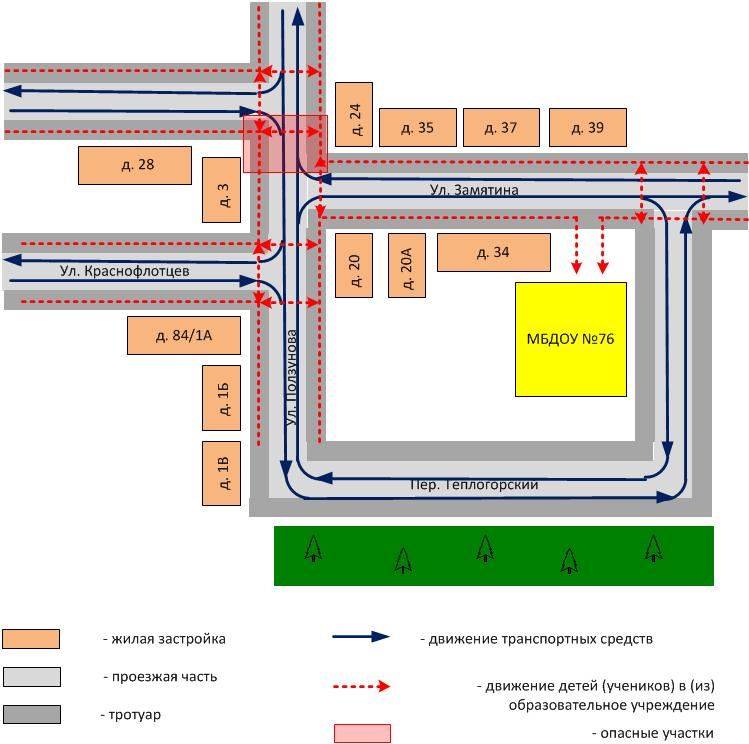 д. 24
д. 35
д. 37
д. 39
д. 28
д. 3
Ул. Замятина
д. 20
д. 20А
д. 34
Ул. Краснофлотцев
МБДОУ №76
д. 84/1А
Ул. Ползунова
д. 1Б
д. 1В
Пер. Теплогорский
- жилая застройка
- движение транспортных средств
- проезжая часть
- движение детей (учеников) в (из)
образовательное учреждение
- тротуар
- опасные участки